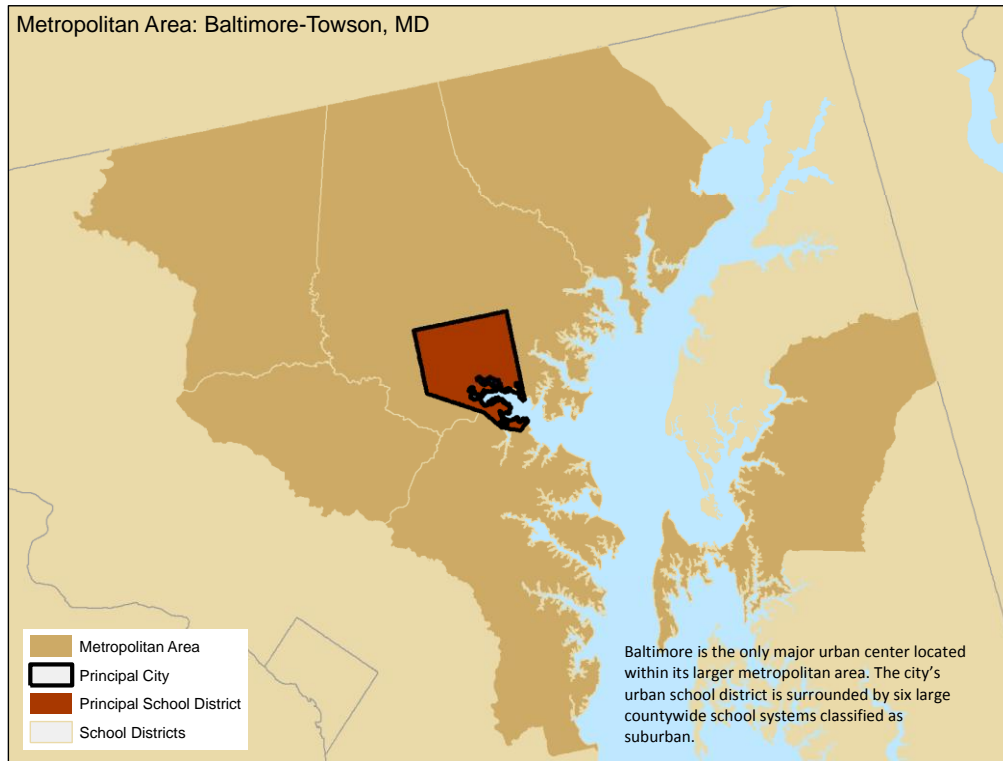 Metropolitan Area: Baltimore-Towson, MD
Metropolitan Area
Principal City
Principal School District
School Districts
Baltimore is the only major urban center located
within its larger metropolitan area. The city’s
urban school district is surrounded by six large
countywide school systems classified as
suburban.